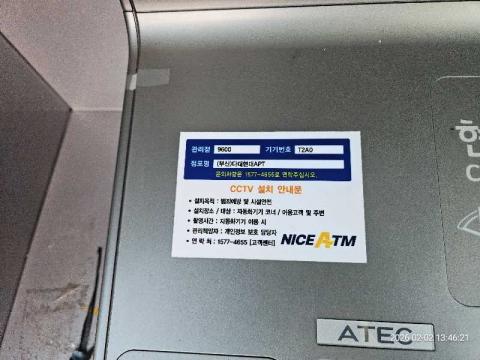 관리점 9600 기기번호 T2A0
점포명 (부산)다대현대APT
문의사항은 1577-4655로 연락주십시오.
CCTV 설치 안내문
• 설치목적 : 범죄예방 및 시설안전
• 설치장소 / 대상 : 자동화기기 코너 / 이용고객 및 주변
• 촬영시간 : 자동화기기 이용 시
• 관리책임자 : 개인정보 보호 담당자
• 연 락 처 : 1577-4655 [고객센터]
NICE ATM
ATEC
2026-02-02 13:46:21